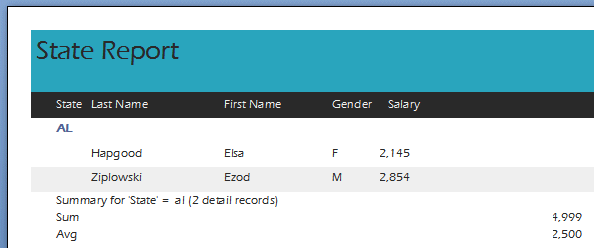 State Report
State Last Name First Name Gender Salary
AL
Hapgood Elsa F 2,145
Ziplowski Ezod M 2,854
Summary for 'State' = al (2 detail records)
Sum 4,999
Avg 2,500